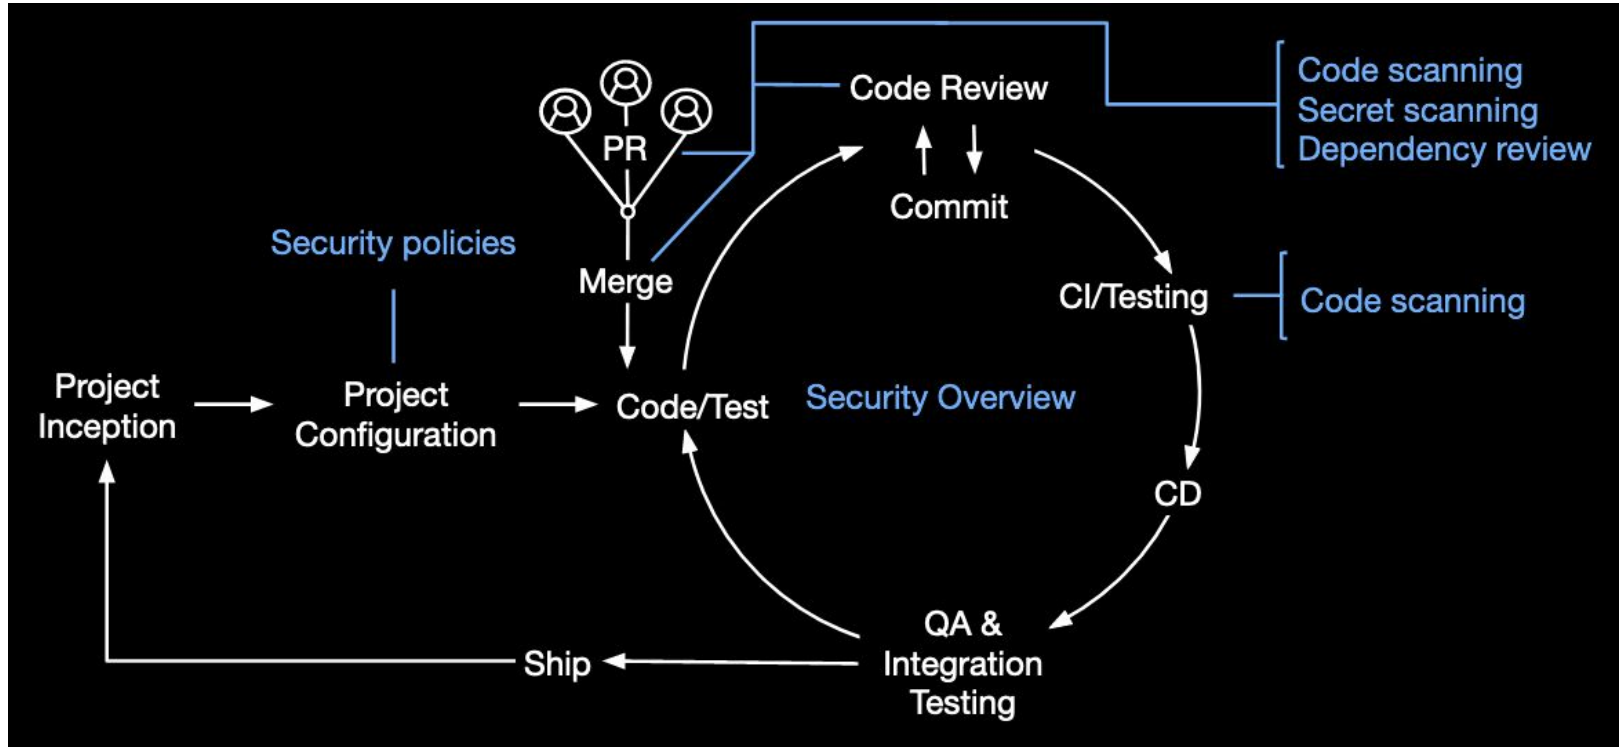 Code Review
Code scanning
Secret scanning
Dependency review
PR
Commit
Security policies
Merge
CI/Testing
Code scanning
Project
Inception
Project
Configuration
Code/Test
Security Overview
CD
QA &
Integration
Testing
Ship